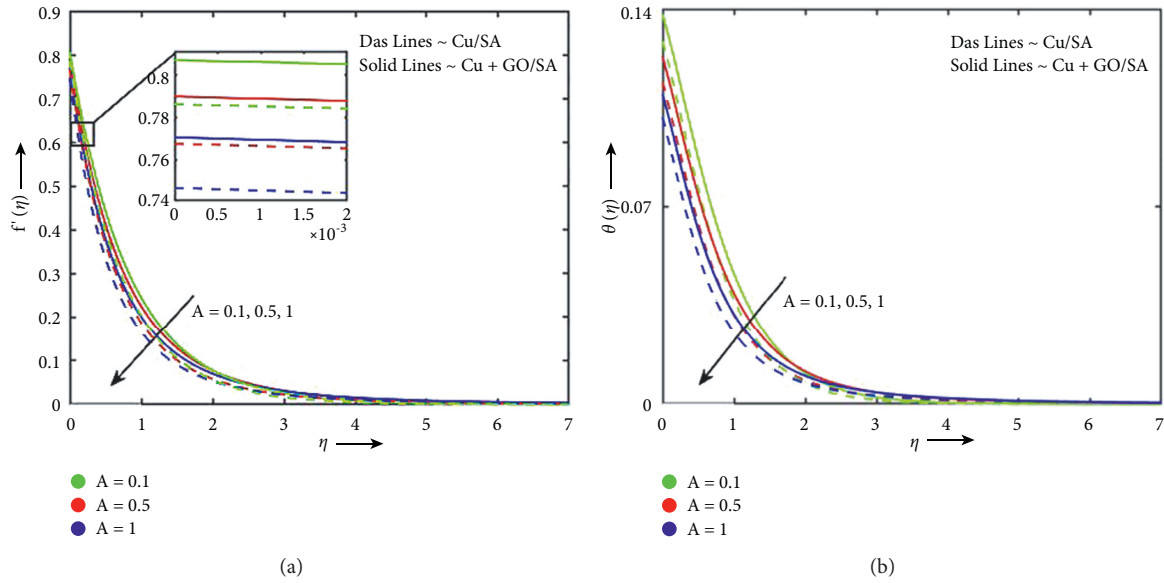 0.9
0.8
0.7
0.6
0.5
0.4
0.3
0.2
0.1
0
f' (η)
0 1 2 3 4 5 6 7
η
Das Lines ~ Cu/SA
Solid Lines ~ Cu + GO/SA
0.8
0.78
0.76
0.74
0 0.5 1 1.5 2
×10⁻³
A = 0.1, 0.5, 1
A = 0.1
A = 0.5
A = 1
(a)
0.14
0.07
0
θ (η)
0 1 2 3 4 5 6 7
η
Das Lines ~ Cu/SA
Solid Lines ~ Cu + GO/SA
A = 0.1, 0.5, 1
A = 0.1
A = 0.5
A = 1
(b)